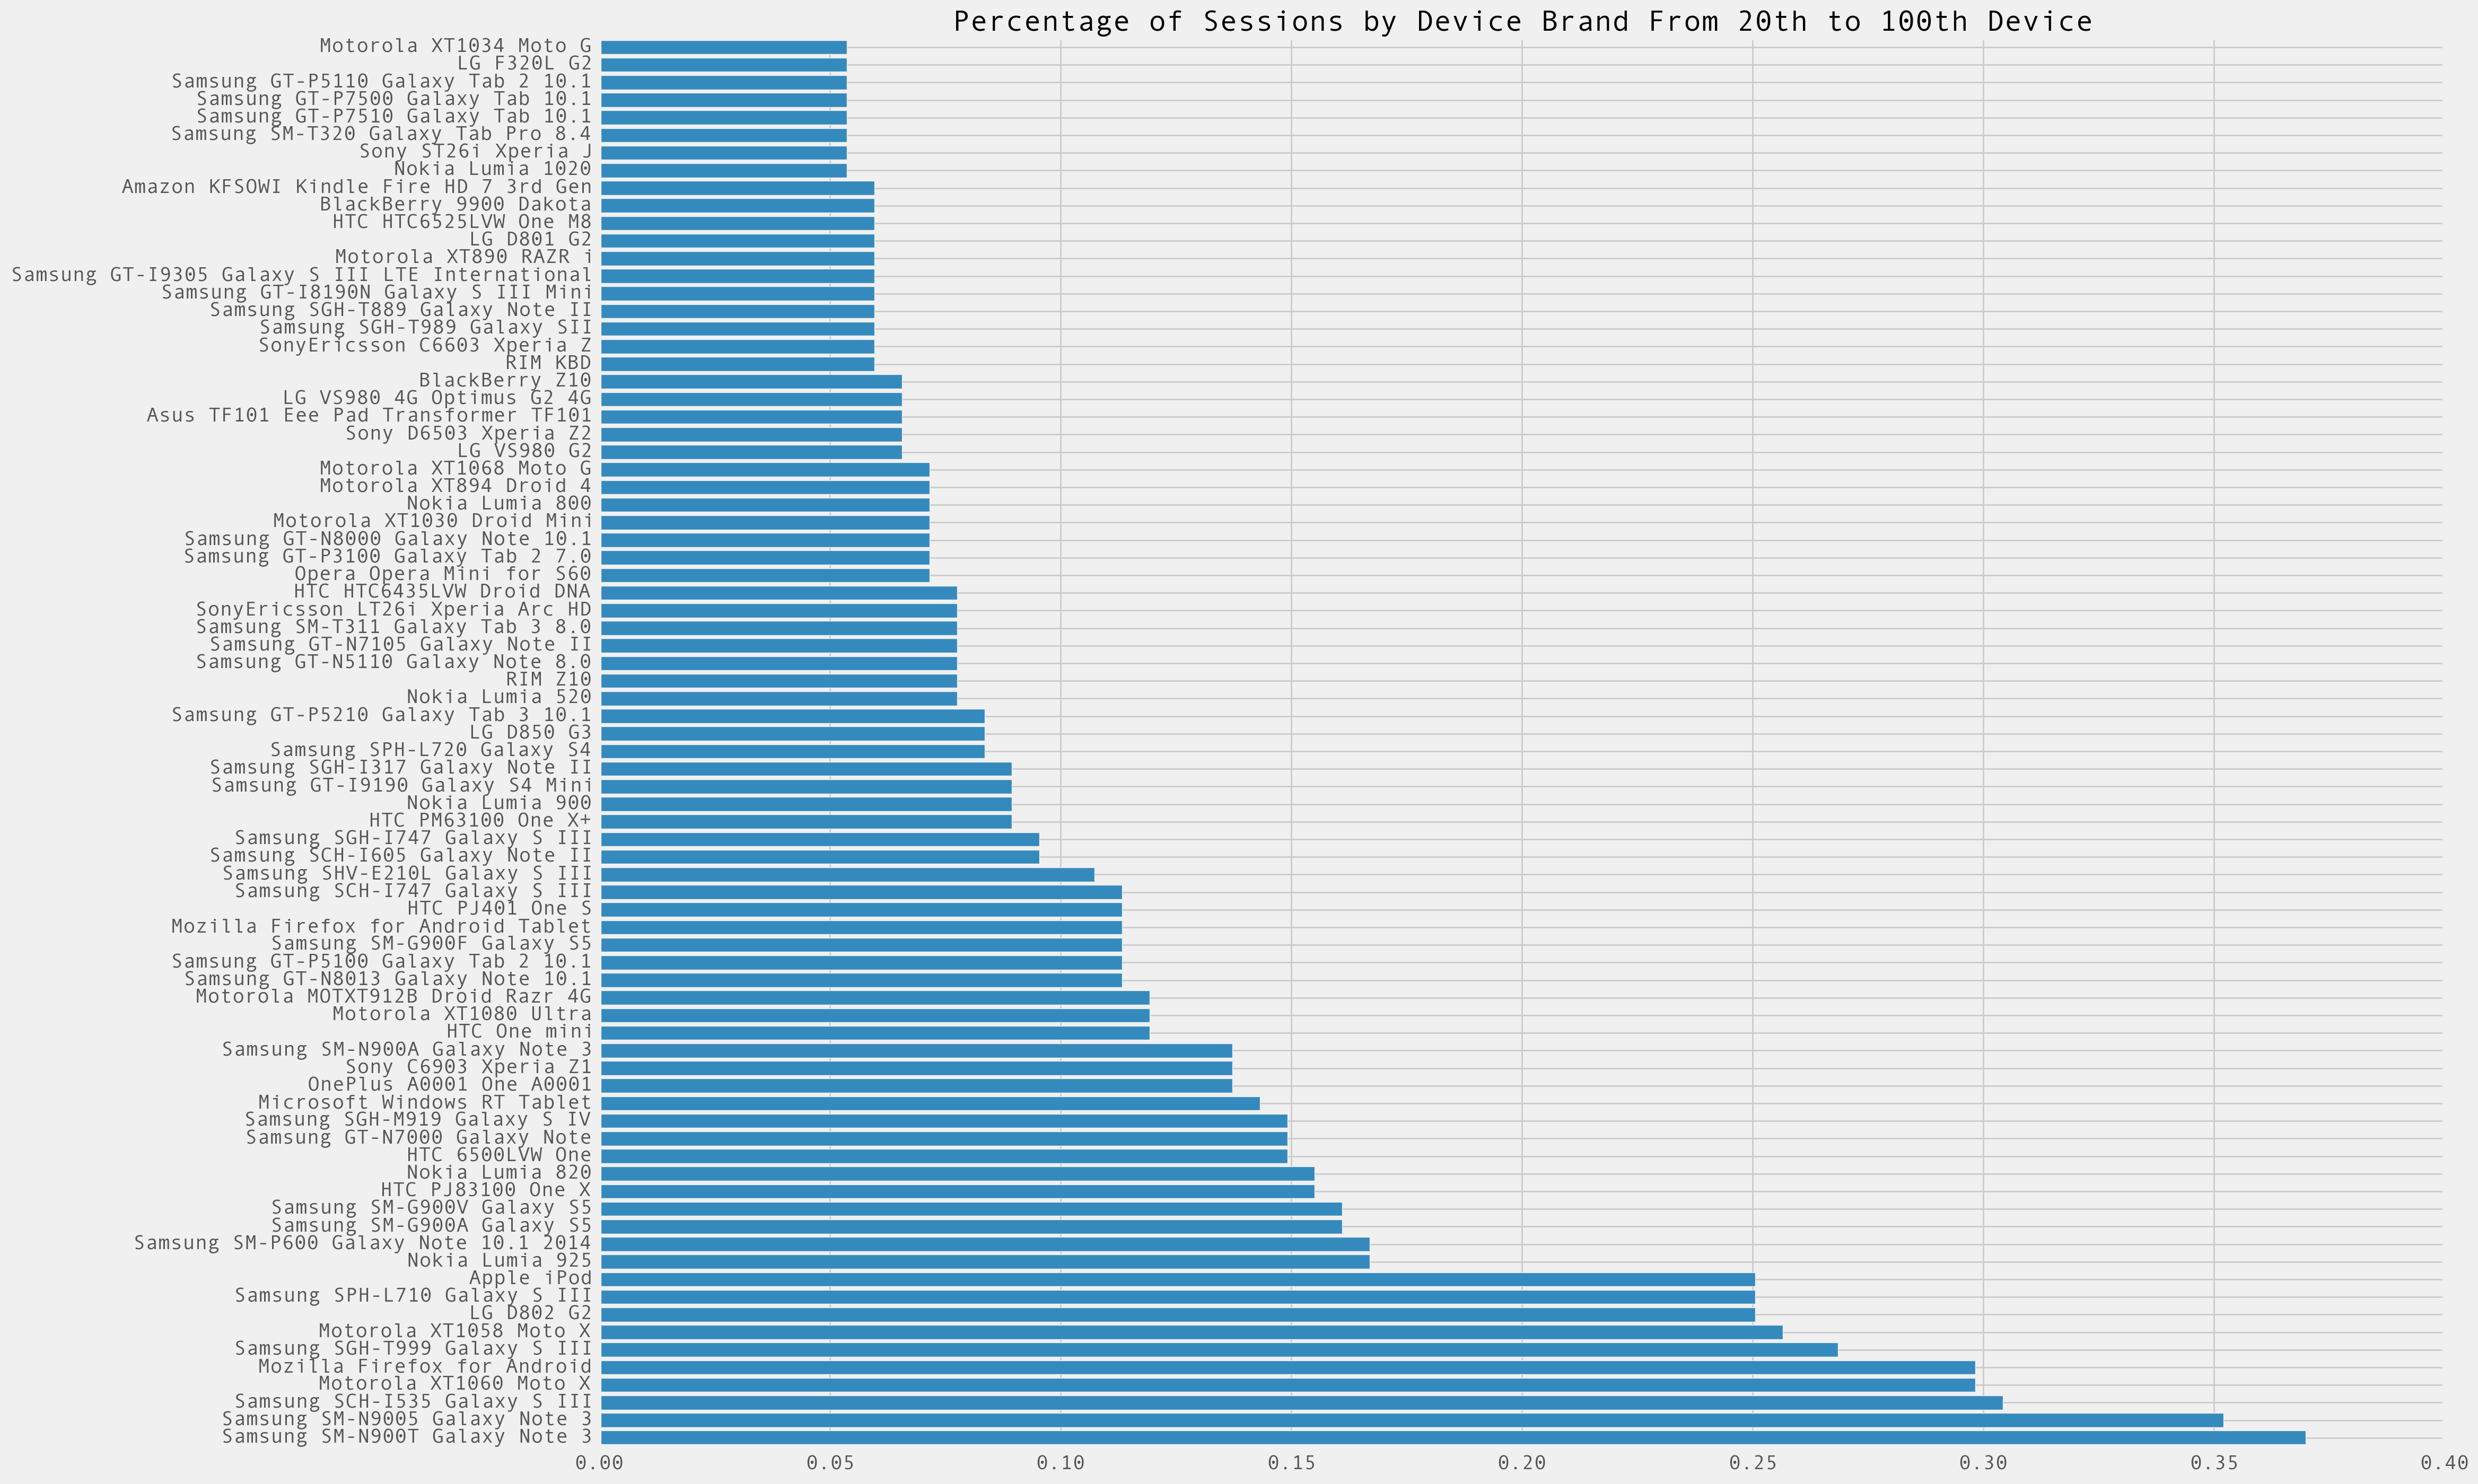 Percentage of Sessions by Device Brand From 20th to 100th Device
Motorola XT1034 Moto G
LG F320L G2
Samsung GT-P5110 Galaxy Tab 2 10.1
Samsung GT-P7500 Galaxy Tab 10.1
Samsung GT-P7510 Galaxy Tab 10.1
Samsung SM-T320 Galaxy Tab Pro 8.4
Sony ST26i Xperia J
Nokia Lumia 1020
Amazon KFSOWI Kindle Fire HD 7 3rd Gen
BlackBerry 9900 Dakota
HTC HTC6525LVW One M8
LG D801 G2
Motorola XT890 RAZR i
Samsung GT-I9305 Galaxy S III LTE International
Samsung GT-I8190N Galaxy S III Mini
Samsung SGH-T889 Galaxy Note II
Samsung SGH-T989 Galaxy SII
SonyEricsson C6603 Xperia Z
RIM KBD
BlackBerry Z10
LG VS980 4G Optimus G2 4G
Asus TF101 Eee Pad Transformer TF101
Sony D6503 Xperia Z2
LG VS980 G2
Motorola XT1068 Moto G
Motorola XT894 Droid 4
Nokia Lumia 800
Motorola XT1030 Droid Mini
Samsung GT-N8000 Galaxy Note 10.1
Samsung GT-P3100 Galaxy Tab 2 7.0
Opera Opera Mini for S60
HTC HTC6435LVW Droid DNA
SonyEricsson LT26i Xperia Arc HD
Samsung SM-T311 Galaxy Tab 3 8.0
Samsung GT-N7105 Galaxy Note II
Samsung GT-N5110 Galaxy Note 8.0
RIM Z10
Nokia Lumia 520
Samsung GT-P5210 Galaxy Tab 3 10.1
LG D850 G3
Samsung SPH-L720 Galaxy S4
Samsung SGH-I317 Galaxy Note II
Samsung GT-I9190 Galaxy S4 Mini
Nokia Lumia 900
HTC PM63100 One X+
Samsung SGH-I747 Galaxy S III
Samsung SCH-I605 Galaxy Note II
Samsung SHV-E210L Galaxy S III
Samsung SCH-I747 Galaxy S III
HTC PJ401 One S
Mozilla Firefox for Android Tablet
Samsung SM-G900F Galaxy S5
Samsung GT-P5100 Galaxy Tab 2 10.1
Samsung GT-N8013 Galaxy Note 10.1
Motorola MOTXT912B Droid Razr 4G
Motorola XT1080 Ultra
HTC One mini
Samsung SM-N900A Galaxy Note 3
Sony C6903 Xperia Z1
OnePlus A0001 One A0001
Microsoft Windows RT Tablet
Samsung SGH-M919 Galaxy S IV
Samsung GT-N7000 Galaxy Note
HTC 6500LVW One
Nokia Lumia 820
HTC PJ83100 One X
Samsung SM-G900V Galaxy S5
Samsung SM-G900A Galaxy S5
Samsung SM-P600 Galaxy Note 10.1 2014
Nokia Lumia 925
Apple iPod
Samsung SPH-L710 Galaxy S III
LG D802 G2
Motorola XT1058 Moto X
Samsung SGH-T999 Galaxy S III
Mozilla Firefox for Android
Motorola XT1060 Moto X
Samsung SCH-I535 Galaxy S III
Samsung SM-N9005 Galaxy Note 3
Samsung SM-N900T Galaxy Note 3
0.00 0.05 0.10 0.15 0.20 0.25 0.30 0.35 0.40